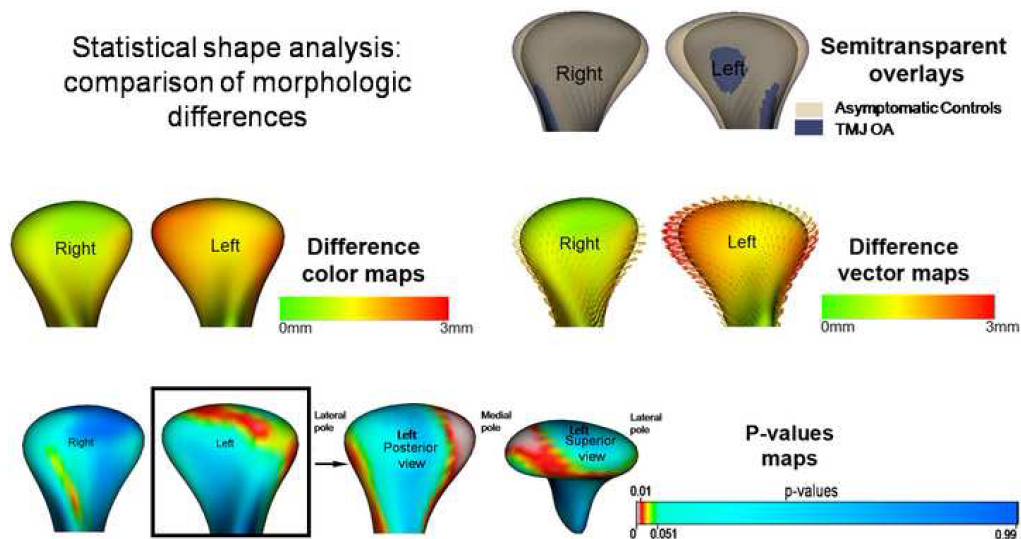 Statistical shape analysis:
comparison of morphologic
differences
Right
Left
Semitransparent
overlays
Asymptomatic Controls
TMJ OA
Right
Left
Difference
color maps
0mm
3mm
Right
Left
Difference
vector maps
0mm
3mm
Right
Left
Lateral
pole
Left
Posterior
view
Medial
pole
Left
Superior
view
Lateral
pole
P-values
maps
0.01
p-values
0
0.051
0.99